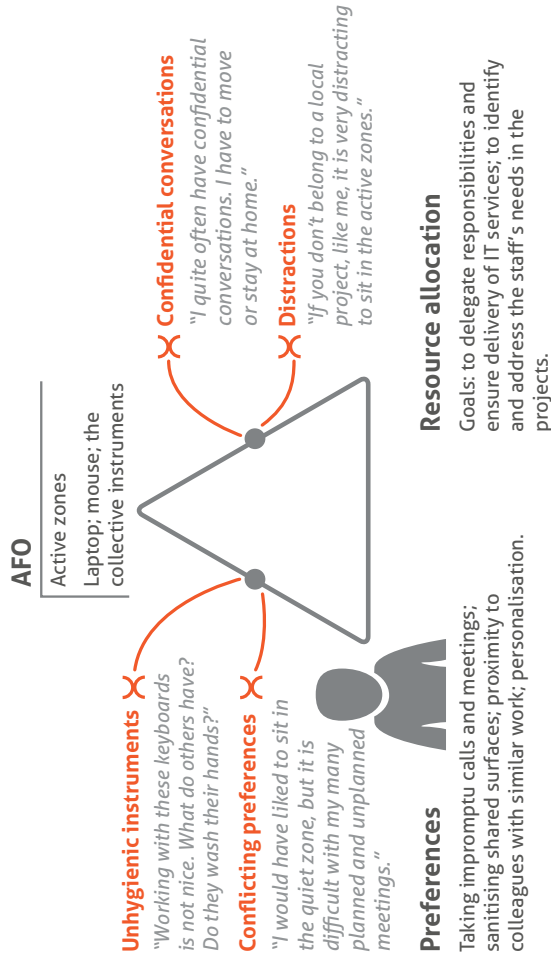 AFO
Active zones
Laptop; mouse; the
collective instruments
Unhygienic instruments
“Working with these keyboards
is not nice. What do others have?
Do they wash their hands?”
Conflicting preferences
“I would have liked to sit in
the quiet zone, but it is
difficult with my many
planned and unplanned
meetings.”
Confidential conversations
“I quite often have confidential
conversations. I have to move
or stay at home.”
Distractions
“If you don’t belong to a local
project, like me, it is very distracting
to sit in the active zones.”
Preferences
Taking impromptu calls and meetings;
sanitising shared surfaces; proximity to
colleagues with similar work; personalisation.
Resource allocation
Goals: to delegate responsibilities and
ensure delivery of IT services; to identify
and address the staff’s needs in the
projects.